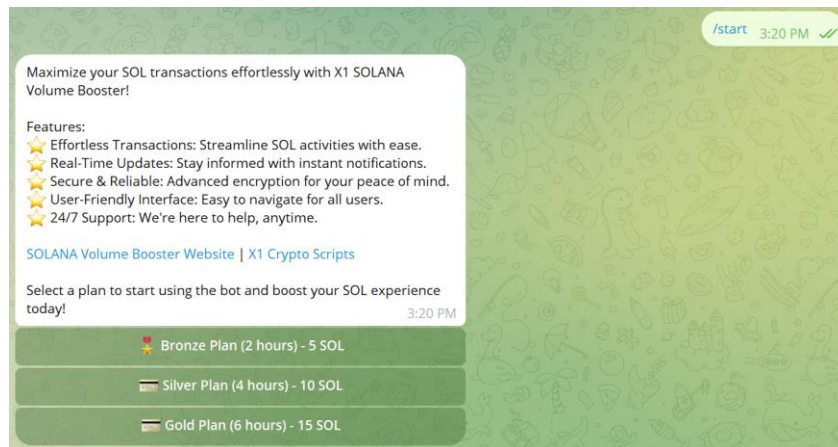 /start 3:20 PM
Maximize your SOL transactions effortlessly with X1 SOLANA
Volume Booster!
Features:
⭐ Effortless Transactions: Streamline SOL activities with ease.
⭐ Real-Time Updates: Stay informed with instant notifications.
⭐ Secure & Reliable: Advanced encryption for your peace of mind.
⭐ User-Friendly Interface: Easy to navigate for all users.
⭐ 24/7 Support: We're here to help, anytime.
SOLANA Volume Booster Website | X1 Crypto Scripts
Select a plan to start using the bot and boost your SOL experience
today!
3:20 PM
🎖 Bronze Plan (2 hours) - 5 SOL
💳 Silver Plan (4 hours) - 10 SOL
💳 Gold Plan (6 hours) - 15 SOL